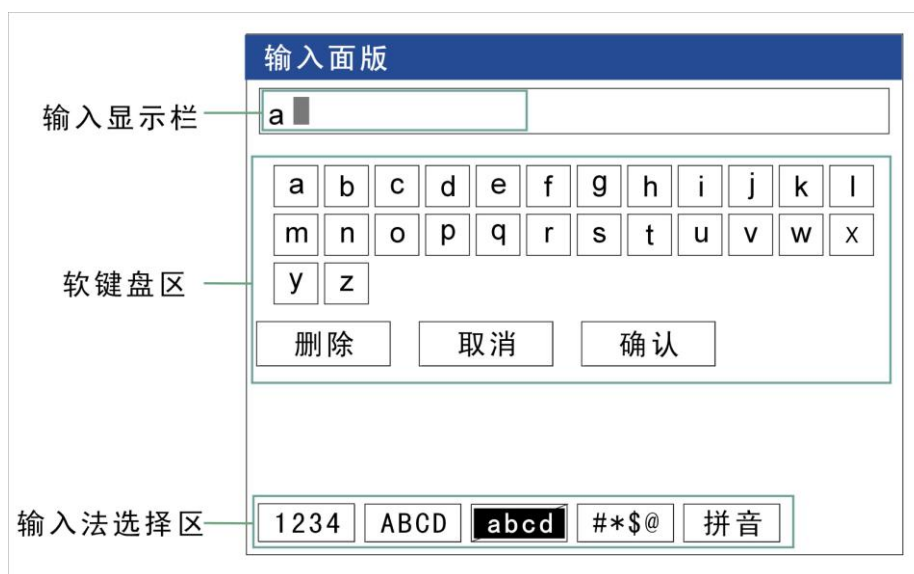 输入面版
输入显示栏 a
a b c d e f g h i j k l
m n o p q r s t u v w x
软键盘区 y z
删除 取消 确认
输入法选择区 1234 ABCD abcd #*$@ 拼音